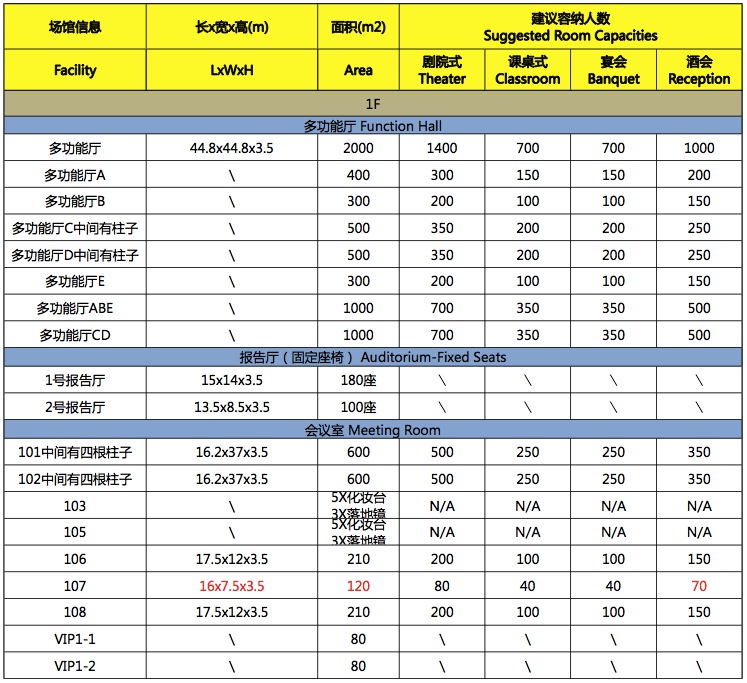 场馆信息 长x宽x高(m) 面积(m2) 建议容纳人数
Suggested Room Capacities
Facility LxWxH Area 剧院式 课桌式 宴会 酒会
Theater Classroom Banquet Reception
1F
多功能厅 Function Hall
多功能厅 44.8x44.8x3.5 2000 1400 700 700 1000
多功能厅A \ 400 300 150 150 200
多功能厅B \ 300 200 100 100 150
多功能厅C中间有柱子 \ 500 350 200 200 250
多功能厅D中间有柱子 \ 500 350 200 200 250
多功能厅E \ 300 200 100 100 150
多功能厅ABE \ 1000 700 350 350 500
多功能厅CD \ 1000 700 350 350 500
报告厅（固定座椅）Auditorium-Fixed Seats
1号报告厅 15x14x3.5 180座 \ \ \ \
2号报告厅 13.5x8.5x3.5 100座 \ \ \ \
会议室 Meeting Room
101中间有四根柱子 16.2x37x3.5 600 500 250 250 350
102中间有四根柱子 16.2x37x3.5 600 500 250 250 350
103 \ 5X化妆台 N/A N/A N/A N/A
3X落地镜
105 \ 5X化妆台 N/A N/A N/A N/A
3X落地镜
106 17.5x12x3.5 210 200 100 100 150
107 16x7.5x3.5 120 80 40 40 70
108 17.5x12x3.5 210 200 100 100 150
VIP1-1 \ 80 \ \ \ \
VIP1-2 \ 80 \ \ \ \